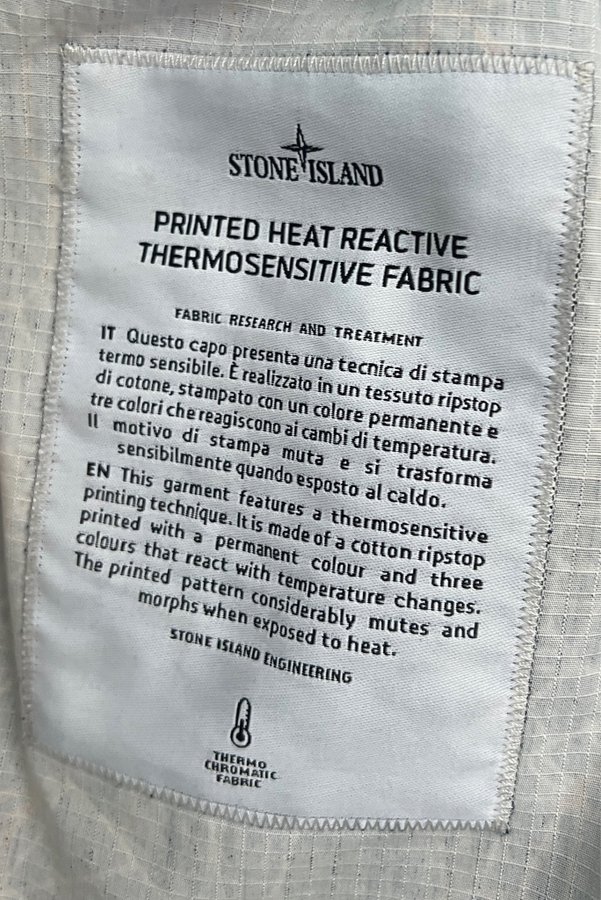 STONE ISLAND
PRINTED HEAT REACTIVE
THERMOSENSITIVE FABRIC
FABRIC RESEARCH AND TREATMENT
IT Questo capo presenta una tecnica di stampa
termo sensibile. È realizzato in un tessuto ripstop
di cotone, stampato con un colore permanente e
tre colori che reagiscono ai cambi di temperatura.
Il motivo di stampa muta e si trasforma
sensibilmente quando esposto al caldo.
EN This garment features a thermosensitive
printing technique. It is made of a cotton ripstop
printed with a permanent colour and three
colours that react with temperature changes.
The printed pattern considerably mutes and
morphs when exposed to heat.
STONE ISLAND ENGINEERING
THERMO
CHROMATIC
FABRIC